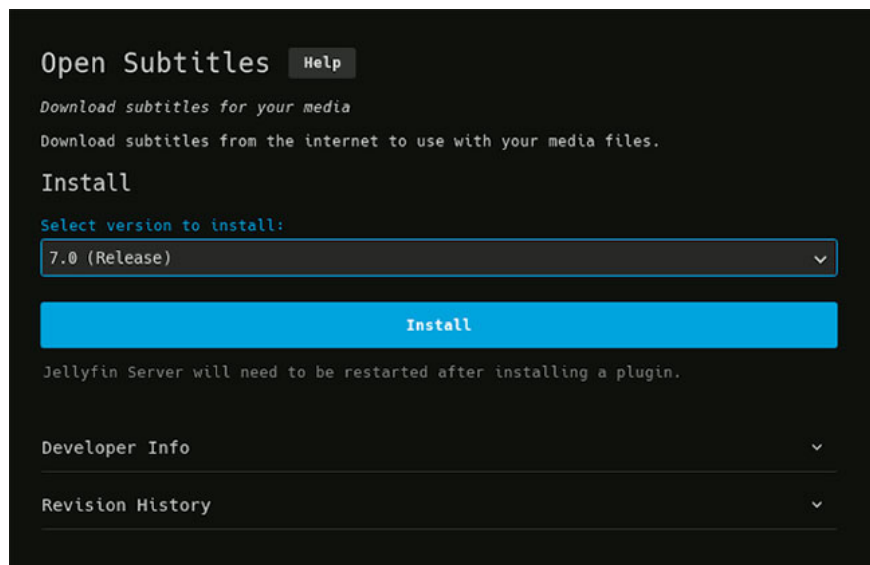 Open Subtitles Help
Download subtitles for your media
Download subtitles from the internet to use with your media files.
Install
Select version to install:
7.0 (Release)
Install
Jellyfin Server will need to be restarted after installing a plugin.
Developer Info
Revision History